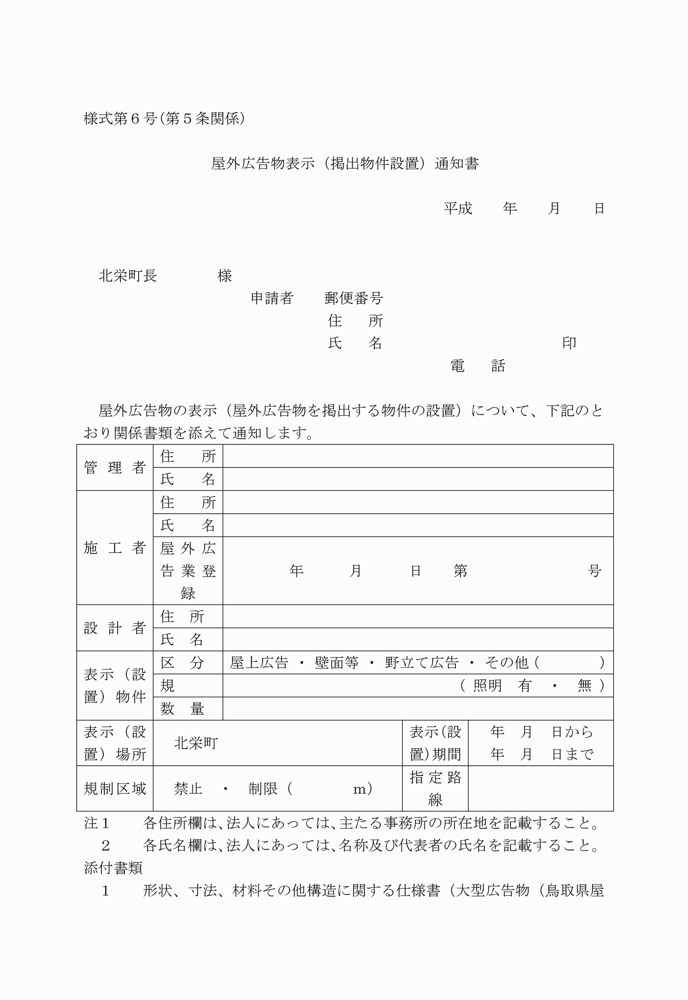 様式第６号（第５条関係）
屋外広告物表示（掲出物件設置）通知書
平成　　年　　月　　日
北栄町長　　　　様
申請者　　郵便番号
住　　所
氏　　名　　　　　　　　　　　　印
電　　話
屋外広告物の表示（屋外広告物を掲出する物件の設置）について、下記のと
おり関係書類を添えて通知します。
管理者
住　　所
氏　　名
施工者
住　　所
氏　　名
屋外広
告業登
録
年　　　月　　　日　　第　　　　　　　　号
設計者
住　所
氏　名
表示（設
置）物件
区　分
屋上広告 ・ 壁面等 ・ 野立て広告 ・ その他（　　　　）
規
（ 照明　有　・　無 ）
数　量
表示（設
置）場所
北栄町
表示（設
置）期間
年　月　日から
年　月　日まで
規制区域
禁止　・　制限（　　　　m）
指定路
線
注１　　各住所欄は、法人にあっては、主たる事務所の所在地を記載すること。
２　　各氏名欄は、法人にあっては、名称及び代表者の氏名を記載すること。
添付書類
１　　形状、寸法、材料その他構造に関する仕様書（大型広告物（鳥取県屋